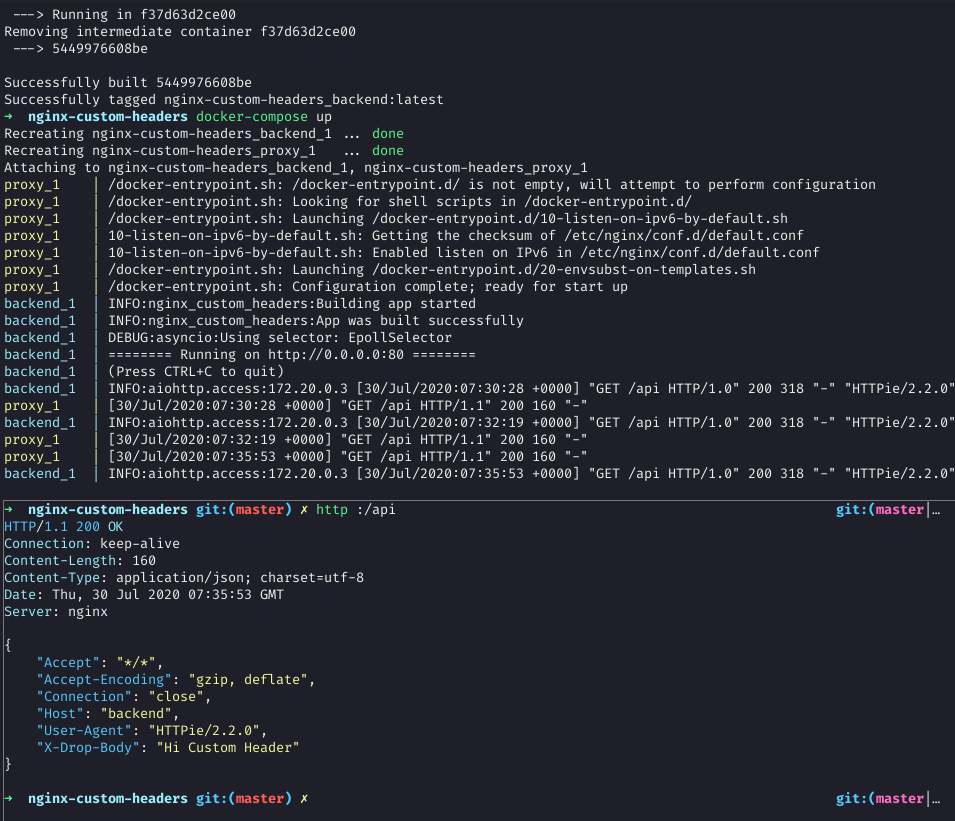 ---> Running in f37d63d2ce00
Removing intermediate container f37d63d2ce00
---> 5449976608be
Successfully built 5449976608be
Successfully tagged nginx-custom-headers_backend:latest
→ nginx-custom-headers docker-compose up
Recreating nginx-custom-headers_backend_1 ... done
Recreating nginx-custom-headers_proxy_1 ... done
Attaching to nginx-custom-headers_backend_1, nginx-custom-headers_proxy_1
proxy_1 | /docker-entrypoint.sh: /docker-entrypoint.d/ is not empty, will attempt to perform configuration
proxy_1 | /docker-entrypoint.sh: Looking for shell scripts in /docker-entrypoint.d/
proxy_1 | /docker-entrypoint.sh: Launching /docker-entrypoint.d/10-listen-on-ipv6-by-default.sh
proxy_1 | 10-listen-on-ipv6-by-default.sh: Getting the checksum of /etc/nginx/conf.d/default.conf
proxy_1 | 10-listen-on-ipv6-by-default.sh: Enabled listen on IPv6 in /etc/nginx/conf.d/default.conf
proxy_1 | /docker-entrypoint.sh: Launching /docker-entrypoint.d/20-envsubst-on-templates.sh
proxy_1 | /docker-entrypoint.sh: Configuration complete; ready for start up
backend_1 | INFO:nginx_custom_headers:Building app started
backend_1 | INFO:nginx_custom_headers:App was built successfully
backend_1 | DEBUG:asyncio:Using selector: EpollSelector
backend_1 | ======== Running on http://0.0.0.0:80 ========
backend_1 | (Press CTRL+C to quit)
backend_1 | INFO:aiohttp.access:172.20.0.3 [30/Jul/2020:07:30:28 +0000] "GET /api HTTP/1.0" 200 318 "-" "HTTPie/2.2.0"
proxy_1 | [30/Jul/2020:07:30:28 +0000] "GET /api HTTP/1.1" 200 160 "-"
backend_1 | INFO:aiohttp.access:172.20.0.3 [30/Jul/2020:07:32:19 +0000] "GET /api HTTP/1.0" 200 318 "-" "HTTPie/2.2.0"
proxy_1 | [30/Jul/2020:07:32:19 +0000] "GET /api HTTP/1.1" 200 160 "-"
proxy_1 | [30/Jul/2020:07:35:53 +0000] "GET /api HTTP/1.1" 200 160 "-"
backend_1 | INFO:aiohttp.access:172.20.0.3 [30/Jul/2020:07:35:53 +0000] "GET /api HTTP/1.0" 200 318 "-" "HTTPie/2.2.0"
→ nginx-custom-headers git:(master) ✗ http :/api git:(master|…
HTTP/1.1 200 OK
Connection: keep-alive
Content-Length: 160
Content-Type: application/json; charset=utf-8
Date: Thu, 30 Jul 2020 07:35:53 GMT
Server: nginx
{
"Accept": "*/*",
"Accept-Encoding": "gzip, deflate",
"Connection": "close",
"Host": "backend",
"User-Agent": "HTTPie/2.2.0",
"X-Drop-Body": "Hi Custom Header"
}
→ nginx-custom-headers git:(master) ✗ git:(master|…